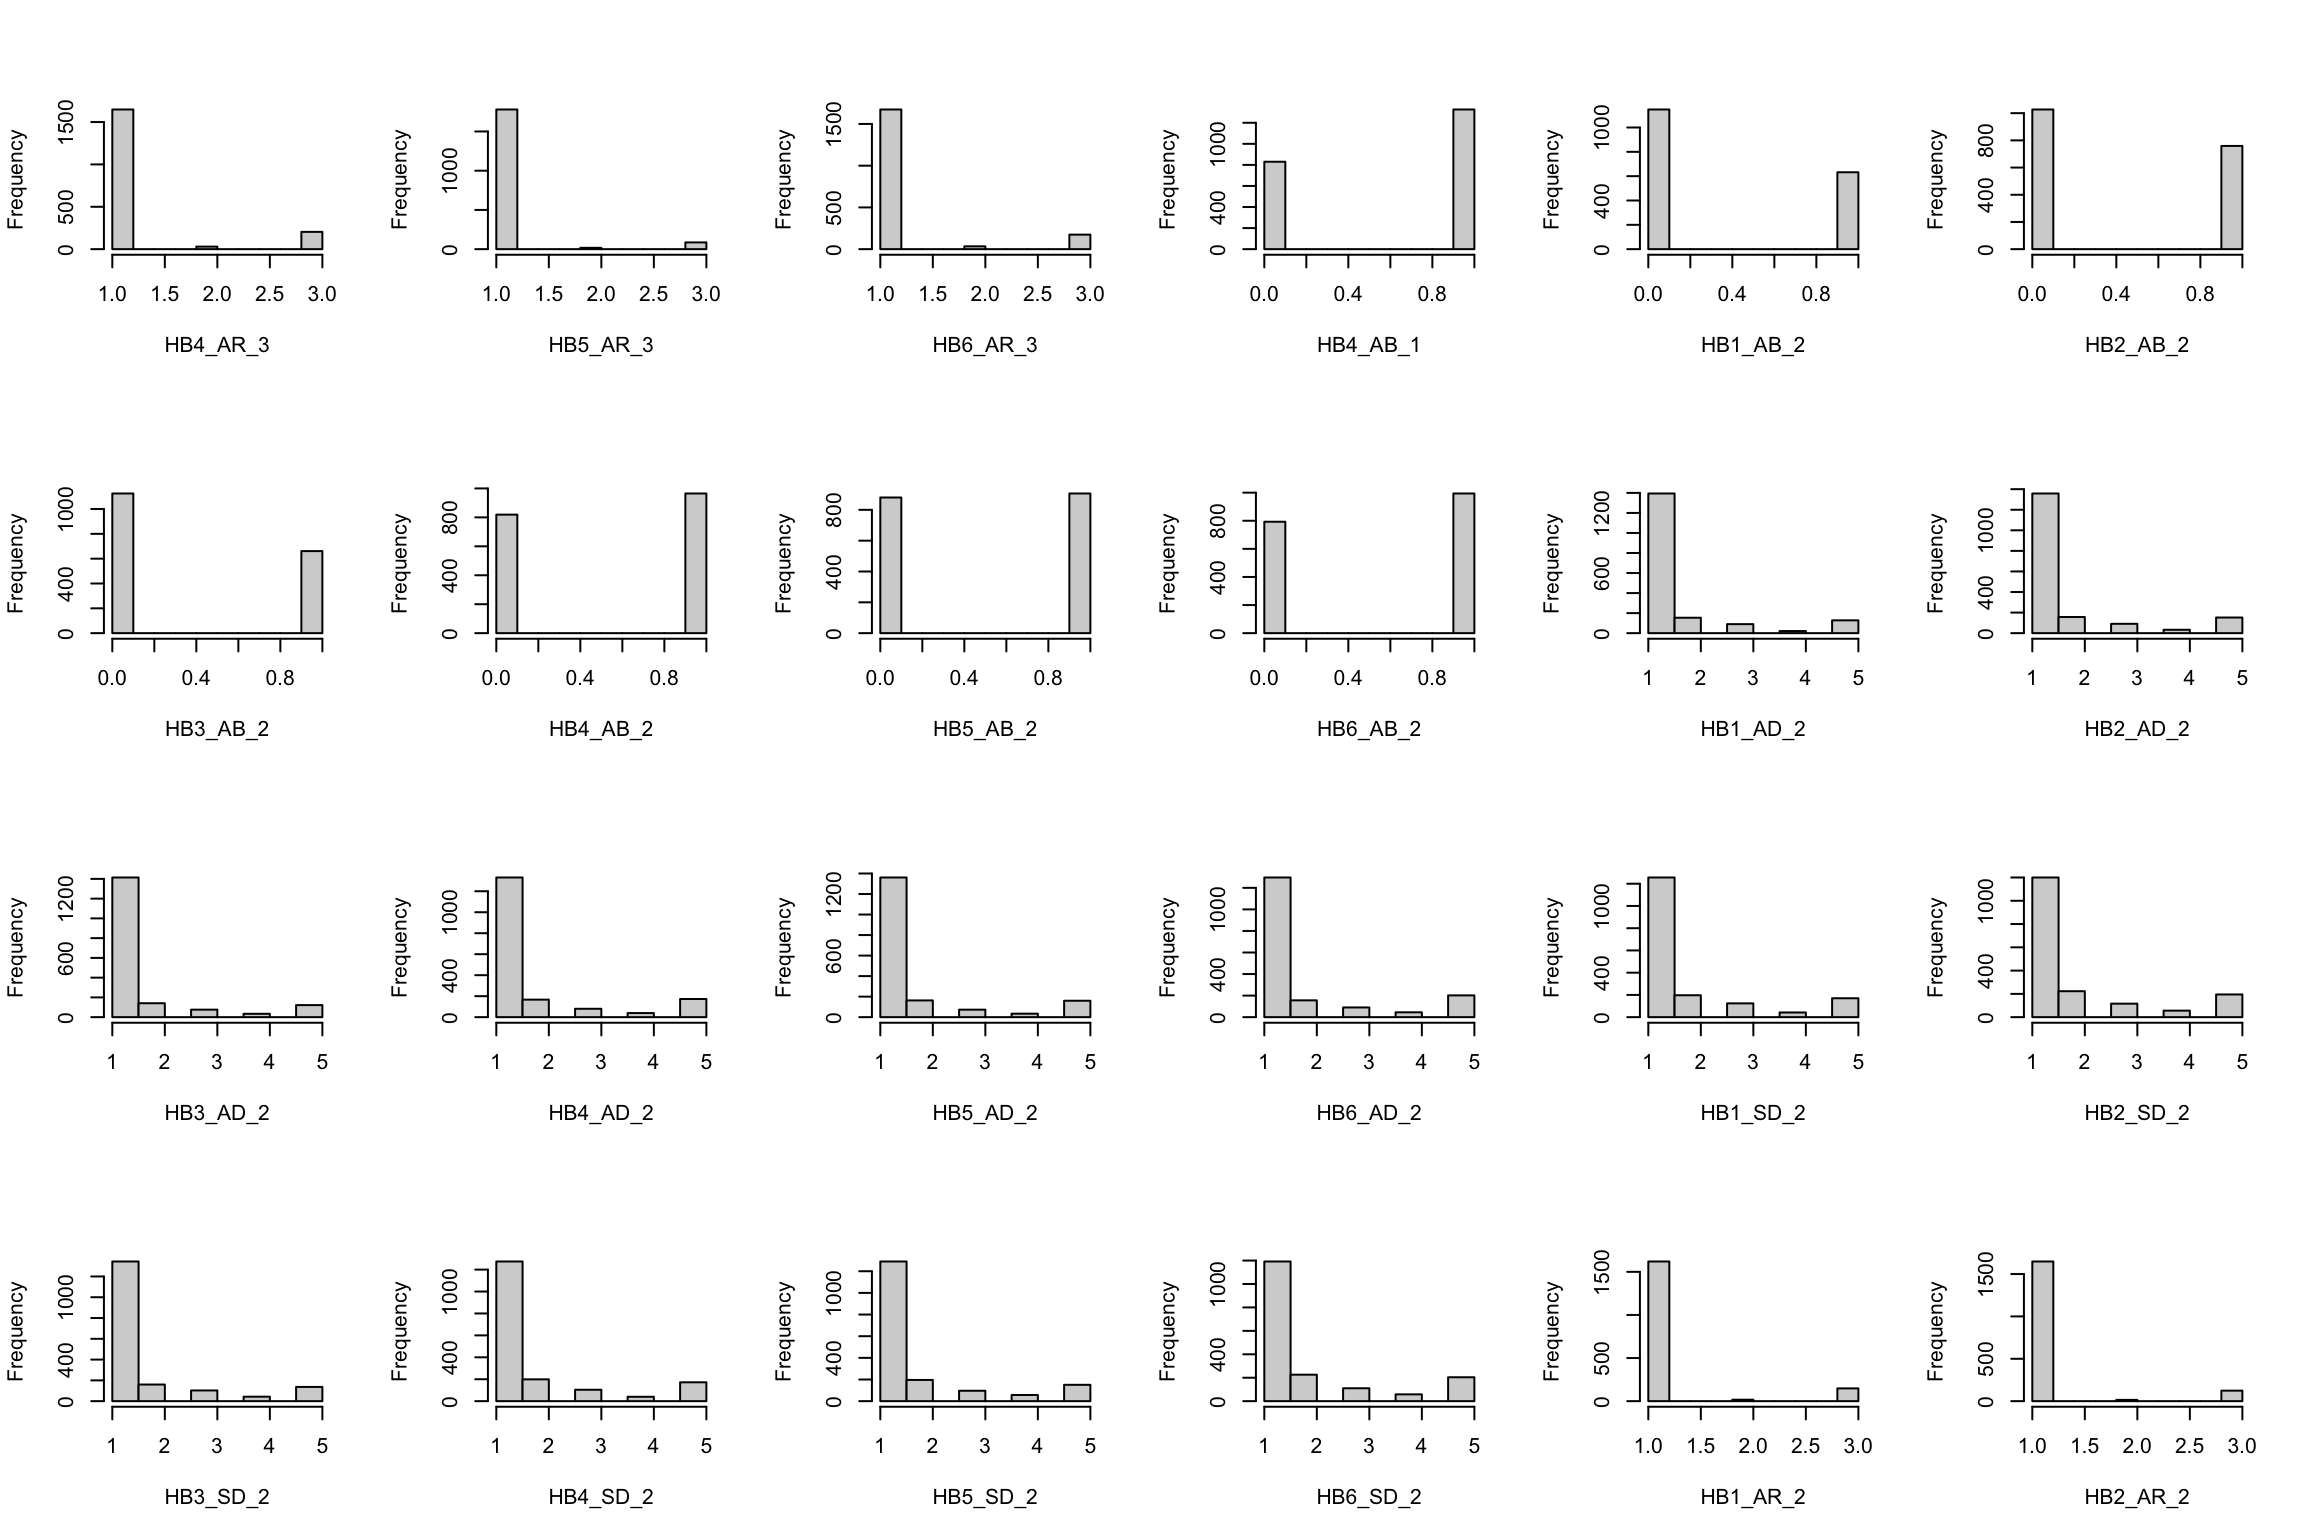 Frequency
0 500 1500
1.0 1.5 2.0 2.5 3.0
HB4_AR_3
Frequency
0 1000
1.0 1.5 2.0 2.5 3.0
HB5_AR_3
Frequency
0 500 1500
1.0 1.5 2.0 2.5 3.0
HB6_AR_3
Frequency
0 400 1000
0.0 0.4 0.8
HB4_AB_1
Frequency
0 400 1000
0.0 0.4 0.8
HB1_AB_2
Frequency
0 400 800
0.0 0.4 0.8
HB2_AB_2
Frequency
0 400 1000
0.0 0.4 0.8
HB3_AB_2
Frequency
0 400 800
0.0 0.4 0.8
HB4_AB_2
Frequency
0 400 800
0.0 0.4 0.8
HB5_AB_2
Frequency
0 400 800
0.0 0.4 0.8
HB6_AB_2
Frequency
0 600 1200
1 2 3 4 5
HB1_AD_2
Frequency
0 400 1000
1 2 3 4 5
HB2_AD_2
Frequency
0 600 1200
1 2 3 4 5
HB3_AD_2
Frequency
0 400 1000
1 2 3 4 5
HB4_AD_2
Frequency
0 600 1200
1 2 3 4 5
HB5_AD_2
Frequency
0 400 1000
1 2 3 4 5
HB6_AD_2
Frequency
0 400 1000
1 2 3 4 5
HB1_SD_2
Frequency
0 400 1000
1 2 3 4 5
HB2_SD_2
Frequency
0 400 1000
1 2 3 4 5
HB3_SD_2
Frequency
0 400 1000
1 2 3 4 5
HB4_SD_2
Frequency
0 400 1000
1 2 3 4 5
HB5_SD_2
Frequency
0 400 1000
1 2 3 4 5
HB6_SD_2
Frequency
0 500 1500
1.0 1.5 2.0 2.5 3.0
HB1_AR_2
Frequency
0 500 1500
1.0 1.5 2.0 2.5 3.0
HB2_AR_2